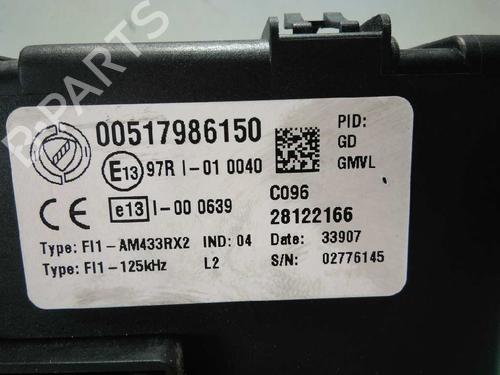 00517986150
PID:
GD
GMVL
E13 97R I-01 0040
CE e13 I-00 0639
C096
28122166
Type: FI1-AM433RX2 IND: 04 Date: 33907
Type: FI1-125kHz L2 S/N: 02776145
B-PARTS